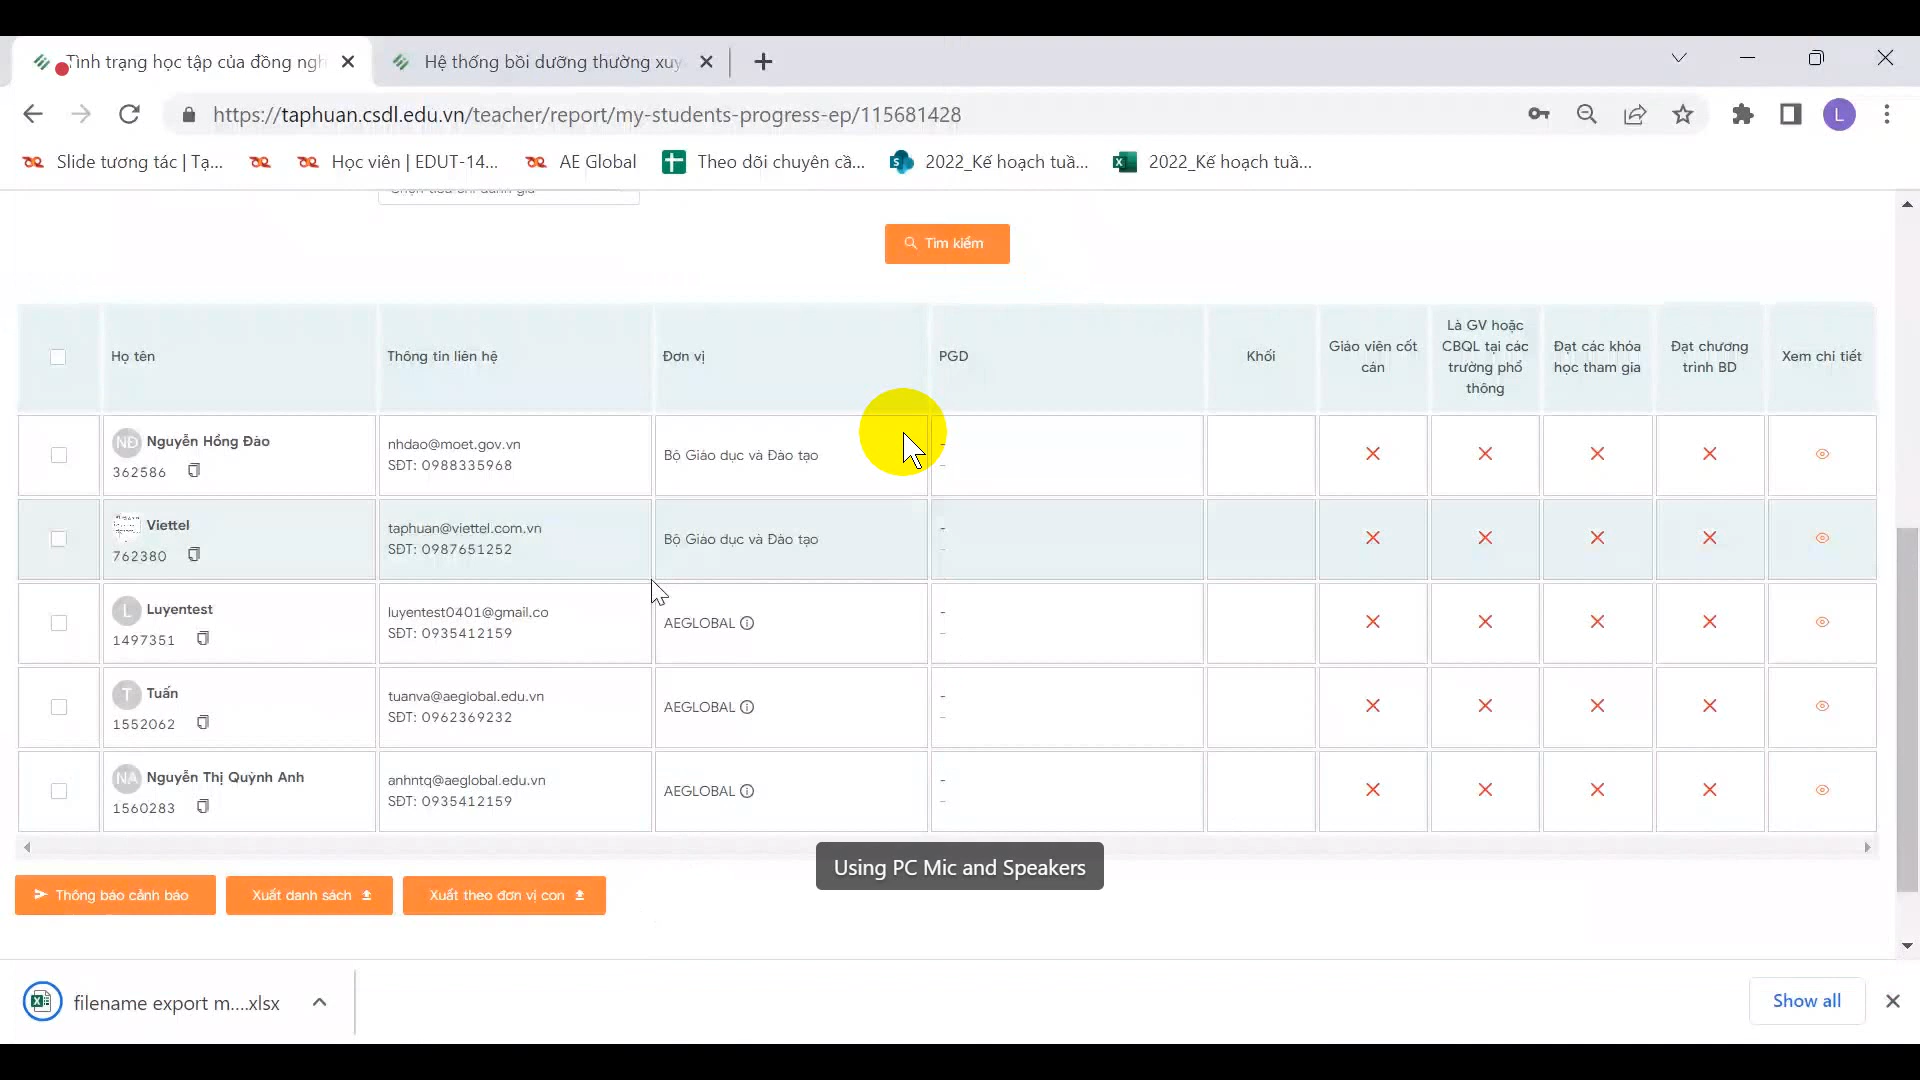 Tình trạng học tập của đồng ngh
Hệ thống bồi dưỡng thường xuy
https://taphuan.csdl.edu.vn/teacher/report/my-students-progress-ep/115681428
L
Slide tương tác | Tạ...
Học viên | EDUT-14...
AE Global
Theo dõi chuyên cầ...
2022_Kế hoạch tuầ...
2022_Kế hoạch tuầ...
Tìm kiếm
Họ tên
Thông tin liên hệ
Đơn vị
PGD
Khối
Giáo viên cốt
cán
Là GV hoặc
CBQL tại các
trường phổ
thông
Đạt các khóa
học tham gia
Đạt chương
trình BD
Xem chi tiết
NĐ Nguyễn Hồng Đào
362586
nhdao@moet.gov.vn
SĐT: 0988335968
Bộ Giáo dục và Đào tạo
-
-
Viettel
762380
taphuan@viettel.com.vn
SĐT: 0987651252
Bộ Giáo dục và Đào tạo
-
-
L Luyentest
1497351
luyentest0401@gmail.co
SĐT: 0935412159
AEGLOBAL
-
-
T Tuấn
1552062
tuanva@aeglobal.edu.vn
SĐT: 0962369232
AEGLOBAL
-
-
NA Nguyễn Thị Quỳnh Anh
1560283
anhntq@aeglobal.edu.vn
SĐT: 0935412159
AEGLOBAL
-
-
Using PC Mic and Speakers
Thông báo cảnh báo
Xuất danh sách
Xuất theo đơn vị con
filename export m....xlsx
Show all